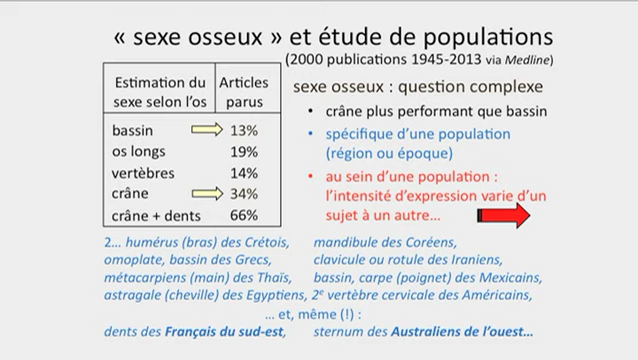 « sexe osseux » et étude de populations
(2000 publications 1945-2013 via Medline)
Estimation du sexe selon l'os Articles parus
bassin 13%
os longs 19%
vertèbres 14%
crâne 34%
crâne + dents 66%
sexe osseux : question complexe
• crâne plus performant que bassin
• spécifique d'une population
(région ou époque)
• au sein d'une population :
l'intensité d'expression varie d'un
sujet à un autre...
2... humérus (bras) des Crétois, mandibule des Coréens,
omoplate, bassin des Grecs, clavicule ou rotule des Iraniens,
métacarpiens (main) des Thaïs, bassin, carpe (poignet) des Mexicains,
astragale (cheville) des Egyptiens, 2e vertèbre cervicale des Américains,
... et, même (!) :
dents des Français du sud-est, sternum des Australiens de l'ouest...